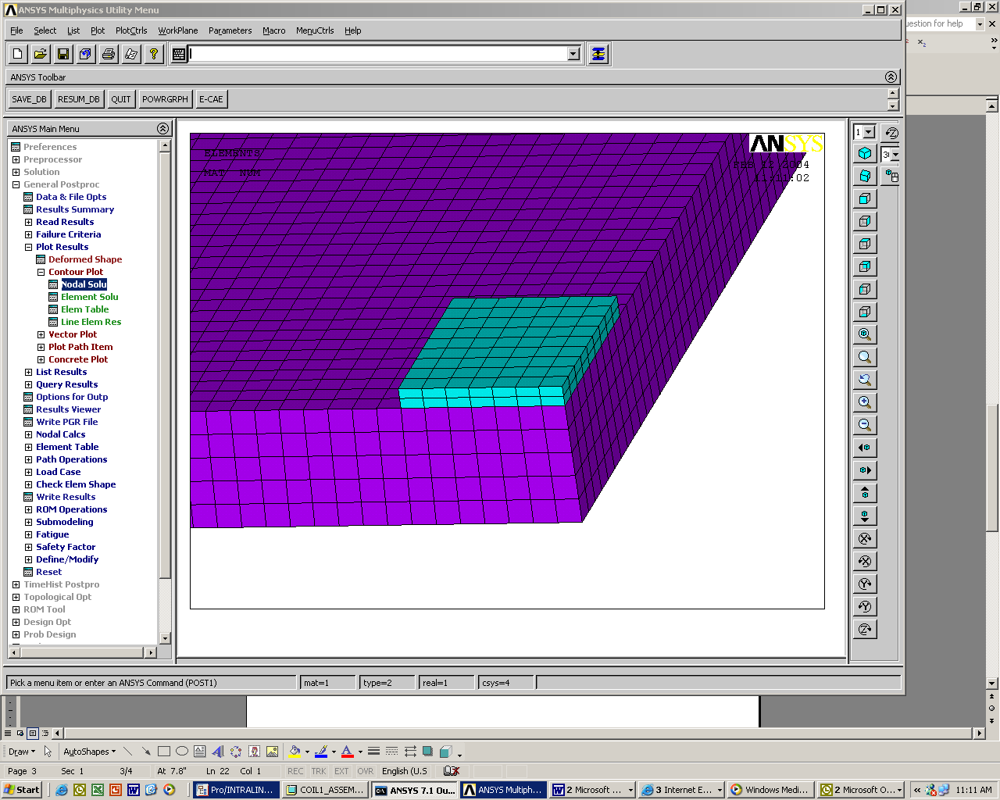 ANSYS Multiphysics Utility Menu
File Select List Plot PlotCtrls WorkPlane Parameters Macro MenuCtrls Help
uestion for help
ANSYS Toolbar
SAVE_DB RESUM_DB QUIT POWRGRPH E-CAE
ANSYS Main Menu
Preferences
Preprocessor
Solution
General Postproc
Data & File Opts
Results Summary
Read Results
Failure Criteria
Plot Results
Deformed Shape
Contour Plot
Nodal Solu
Element Solu
Elem Table
Line Elem Res
Vector Plot
Plot Path Item
Concrete Plot
List Results
Query Results
Options for Outp
Results Viewer
Write PGR File
Nodal Calcs
Element Table
Path Operations
Load Case
Check Elem Shape
Write Results
ROM Operations
Submodeling
Fatigue
Safety Factor
Define/Modify
Reset
TimeHist Postpro
Topological Opt
ROM Tool
Design Opt
Prob Design
ELEMENTS
MAT NUM
ANSYS
FEB 12 2004
11:11:02
1
Pick a menu item or enter an ANSYS Command (POST1) mat=1 type=2 real=1 csys=4
Draw AutoShapes
Page 3 Sec 1 3/4 At 7.8" Ln 22 Col 1 REC TRK EXT OVR English (U.S
Start Pro/INTRALIN... COIL1_ASSEM... ANSYS 7.1 Ou... ANSYS Multiph... 2 Microsoft ... 3 Internet E... Windows Medi... 2 Microsoft O... 11:11 AM